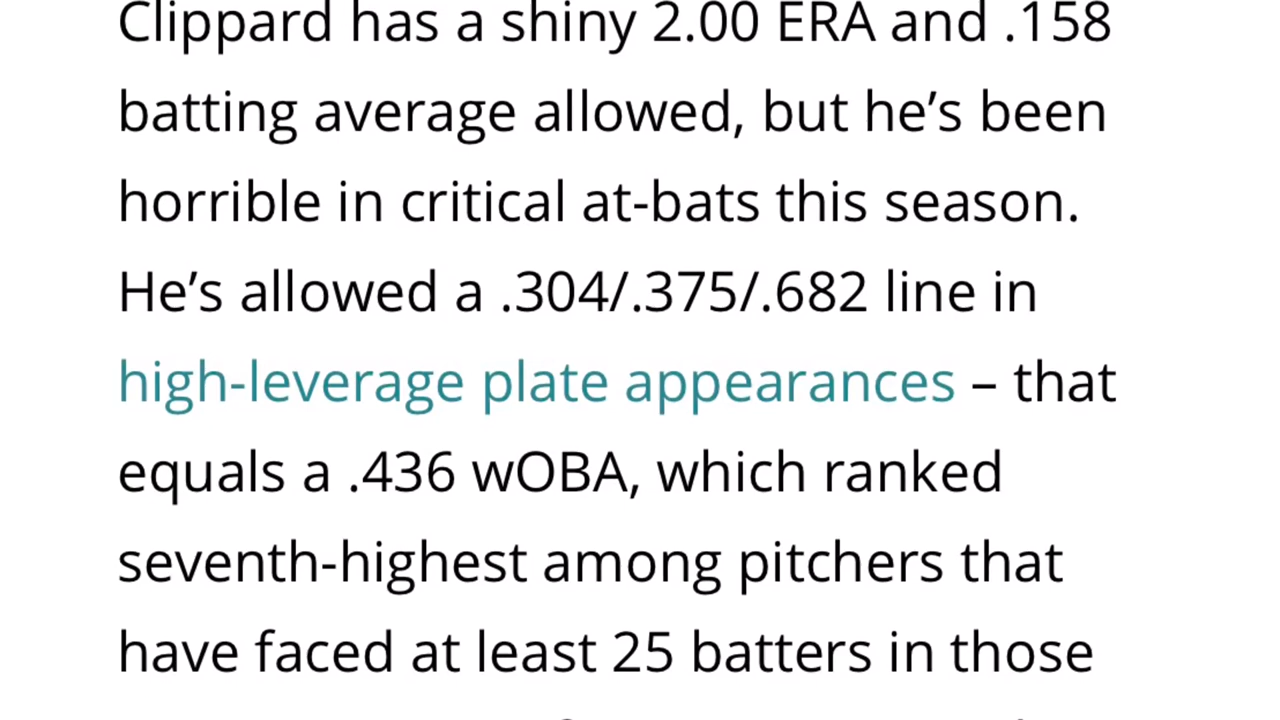 Clippard has a shiny 2.00 ERA and .158
batting average allowed, but he’s been
horrible in critical at-bats this season.
He’s allowed a .304/.375/.682 line in
high-leverage plate appearances – that
equals a .436 wOBA, which ranked
seventh-highest among pitchers that
have faced at least 25 batters in those